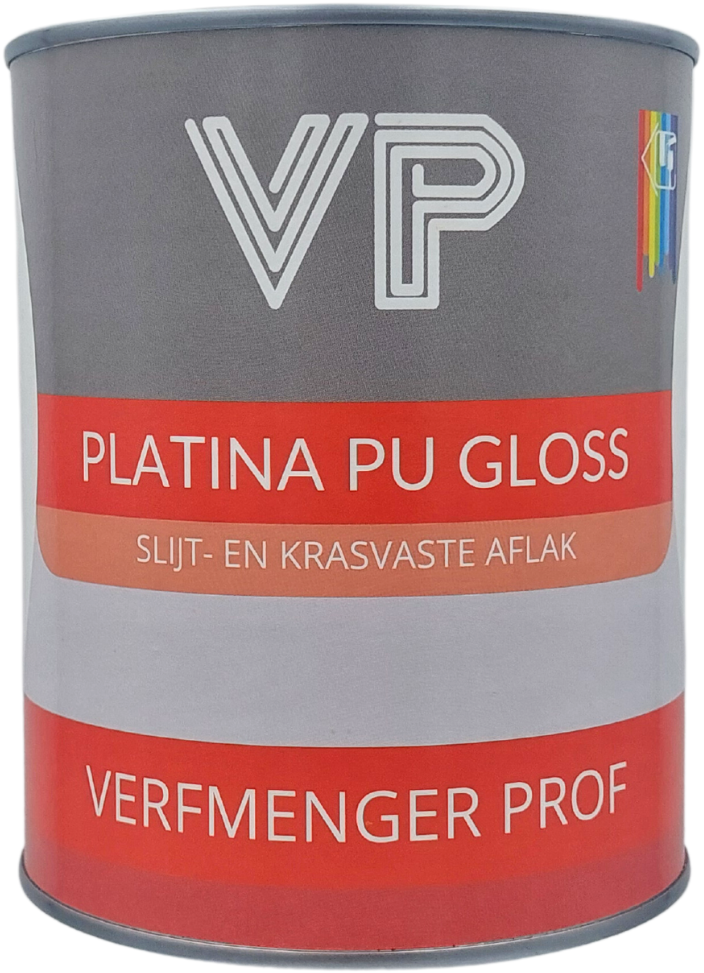 VP
PLATINA PU GLOSS
SLIJT- EN KRASVASTE AFLAK
VERFMENGER PROF